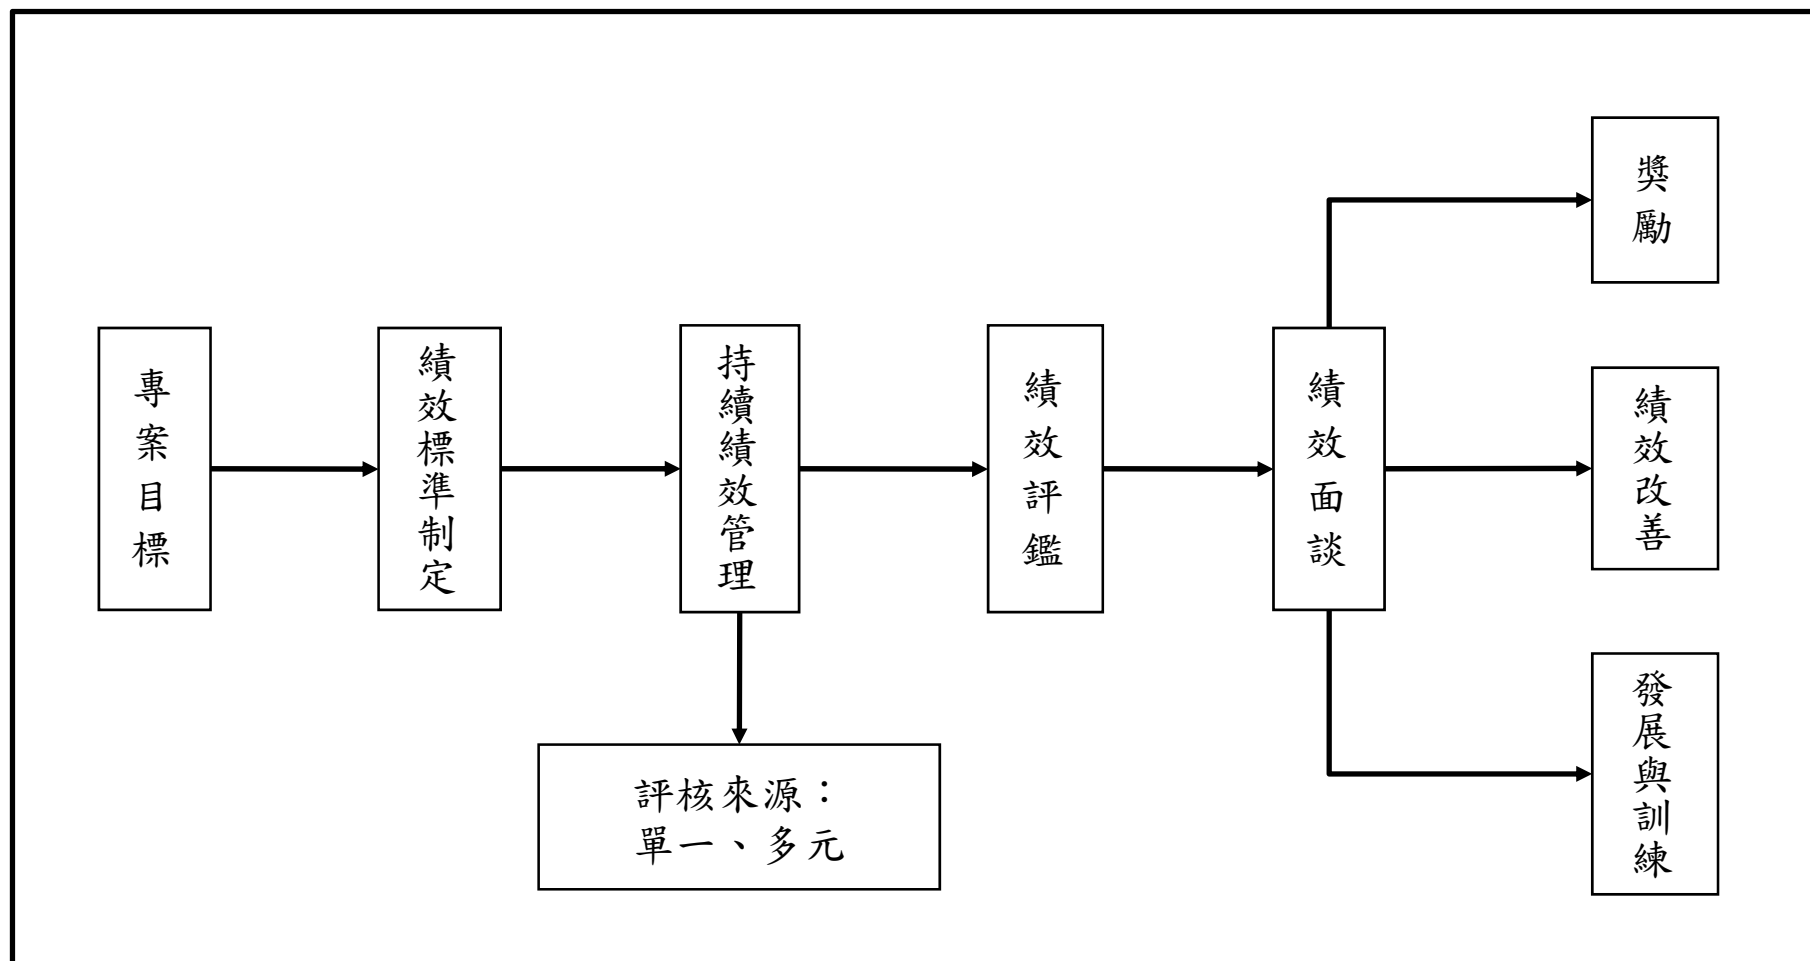 專案目標
績效標準制定
持續績效管理
評核來源：
單一、多元
績效評鑑
績效面談
獎勵
績效改善
發展與訓練